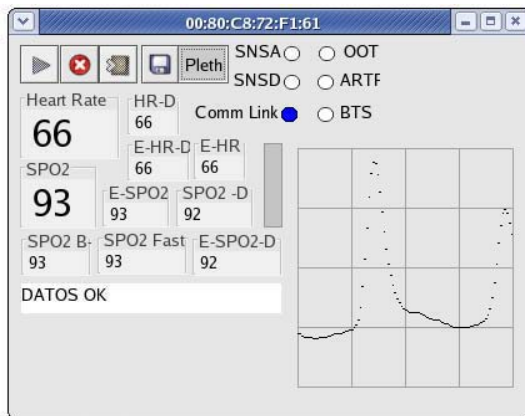 00:80:C8:72:F1:61
Pleth
SNSA
OOT
SNSD
ARTF
Comm Link
BTS
Heart Rate
66
HR-D
66
E-HR-D
66
E-HR
66
SPO2
93
E-SPO2
93
SPO2 -D
92
SPO2 B-
93
SPO2 Fast
93
E-SPO2-D
92
DATOS OK